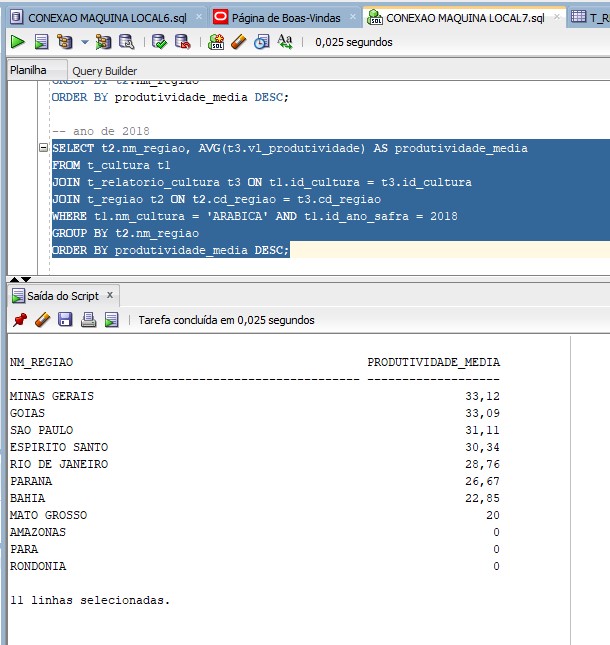 CONEXAO MAQUINA LOCAL6.sql Página de Boas-Vindas CONEXAO MAQUINA LOCAL7.sql
0,025 segundos
Planilha Query Builder
GROUP BY t2.nm_regiao
ORDER BY produtividade_media DESC;
-- ano de 2018
SELECT t2.nm_regiao, AVG(t3.vl_produtividade) AS produtividade_media
FROM t_cultura t1
JOIN t_relatorio_cultura t3 ON t1.id_cultura = t3.id_cultura
JOIN t_regiao t2 ON t2.cd_regiao = t3.cd_regiao
WHERE t1.nm_cultura = 'ARABICA' AND t1.id_ano_safra = 2018
GROUP BY t2.nm_regiao
ORDER BY produtividade_media DESC;
Saída do Script x
Tarefa concluída em 0,025 segundos
NM_REGIAO PRODUTIVIDADE_MEDIA
-------------------------------------------------- -------------------
MINAS GERAIS 33,12
GOIAS 33,09
SAO PAULO 31,11
ESPIRITO SANTO 30,34
RIO DE JANEIRO 28,76
PARANA 26,67
BAHIA 22,85
MATO GROSSO 20
AMAZONAS 0
PARA 0
RONDONIA 0
11 linhas selecionadas.